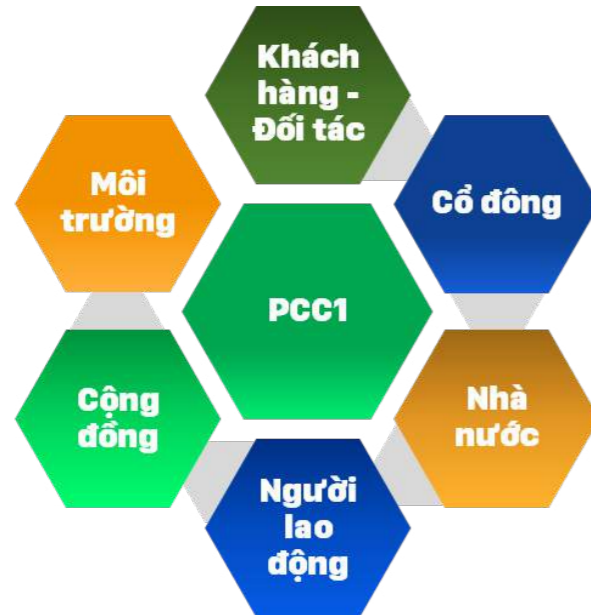 Khách
hàng -
Đối tác
Môi
trường
Cổ đông
PCC1
Cộng
đồng
Nhà
nước
Người
lao
động